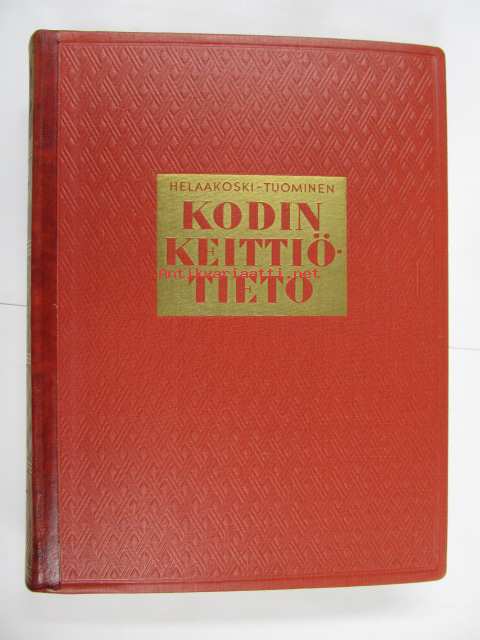 HELAAKOSKI-TUOMINEN
KODIN
KEITTIÖ-
Antikvariaatti.net
TIETO